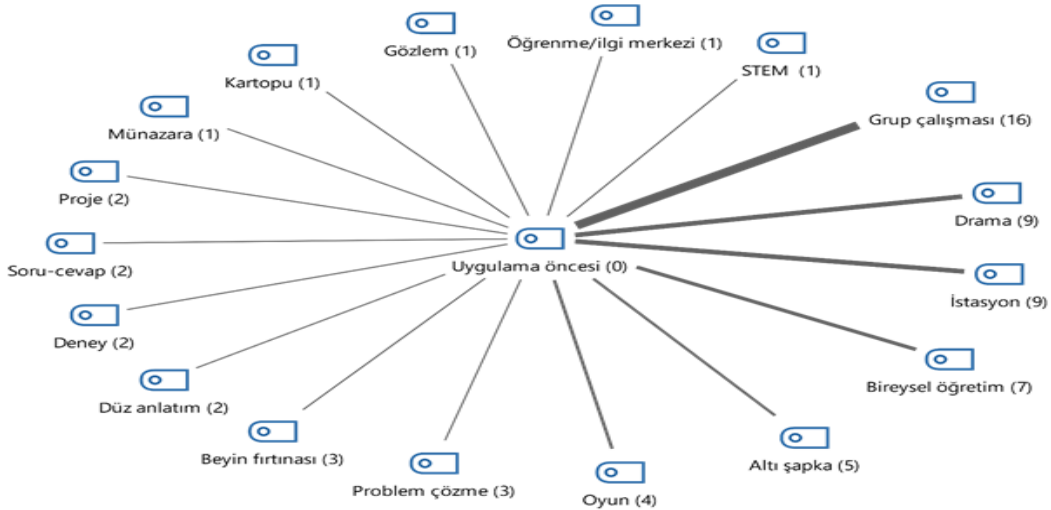 Gözlem (1)
Öğrenme/ilgi merkezi (1)
STEM (1)
Kartopu (1)
Grup çalışması (16)
Münazara (1)
Proje (2)
Drama (9)
Soru-cevap (2)
Uygulama öncesi (0)
İstasyon (9)
Deney (2)
Bireysel öğretim (7)
Düz anlatım (2)
Beyin fırtınası (3)
Altı şapka (5)
Problem çözme (3)
Oyun (4)